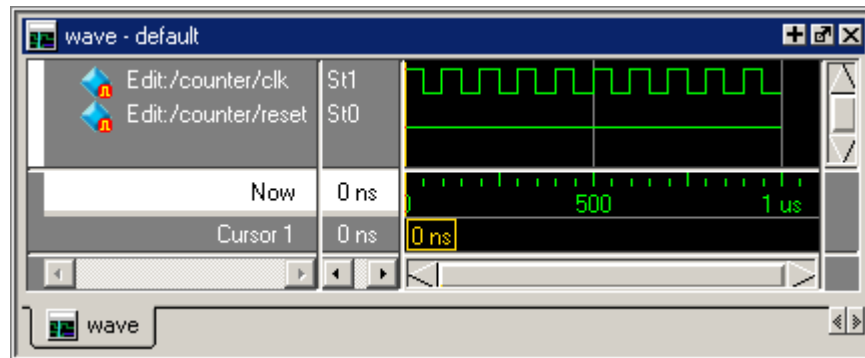 wave - default
Edit:/counter/clk St1
Edit:/counter/reset St0
Now 0 ns
500 1 us
Cursor 1 0 ns 0 ns
wave